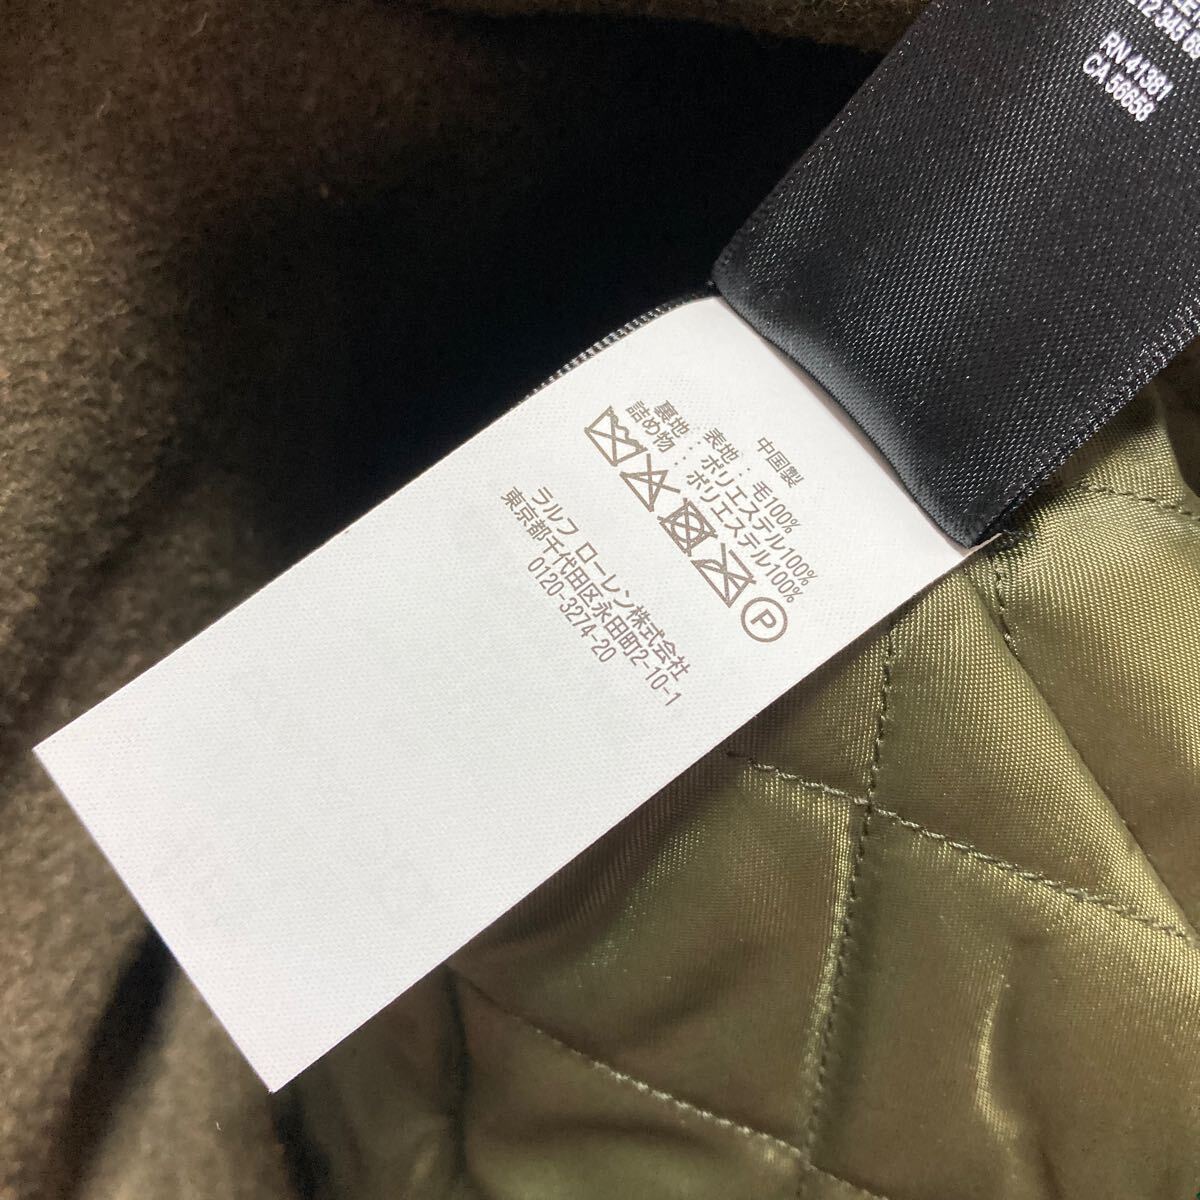 RN 41381
CA 56656
中国製
表地：毛100%
裏地：ポリエステル100%
詰め物：ポリエステル100%
P
ラルフ ローレン株式会社
東京都千代田区永田町2-10-1
0120-3274-20